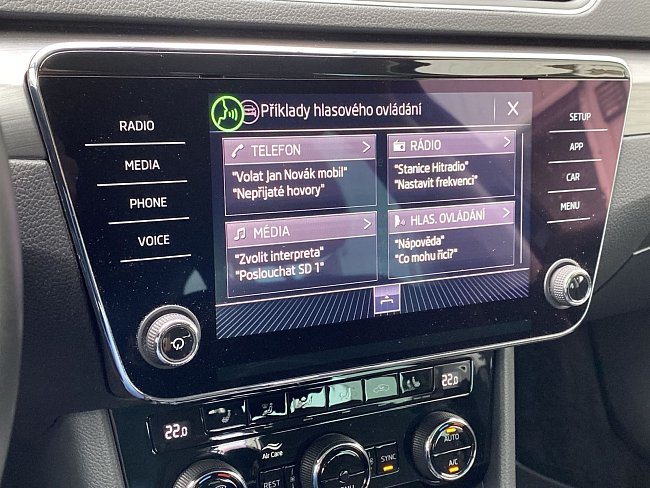 RADIO
MEDIA
PHONE
VOICE
Příklady hlasového ovládání
X
TELEFON >
"Volat Jan Novák mobil"
"Nepřijaté hovory"
RÁDIO >
"Stanice Hitradio"
"Nastavit frekvenci"
MÉDIA >
"Zvolit interpreta"
"Poslouchat SD 1"
HLAS. OVLÁDÁNÍ >
"Nápověda"
"Co mohu říci?"
SETUP
APP
CAR
MENU
22.0
22.0
Air Care
REST
MENU
SYNC
AUTO
A/C